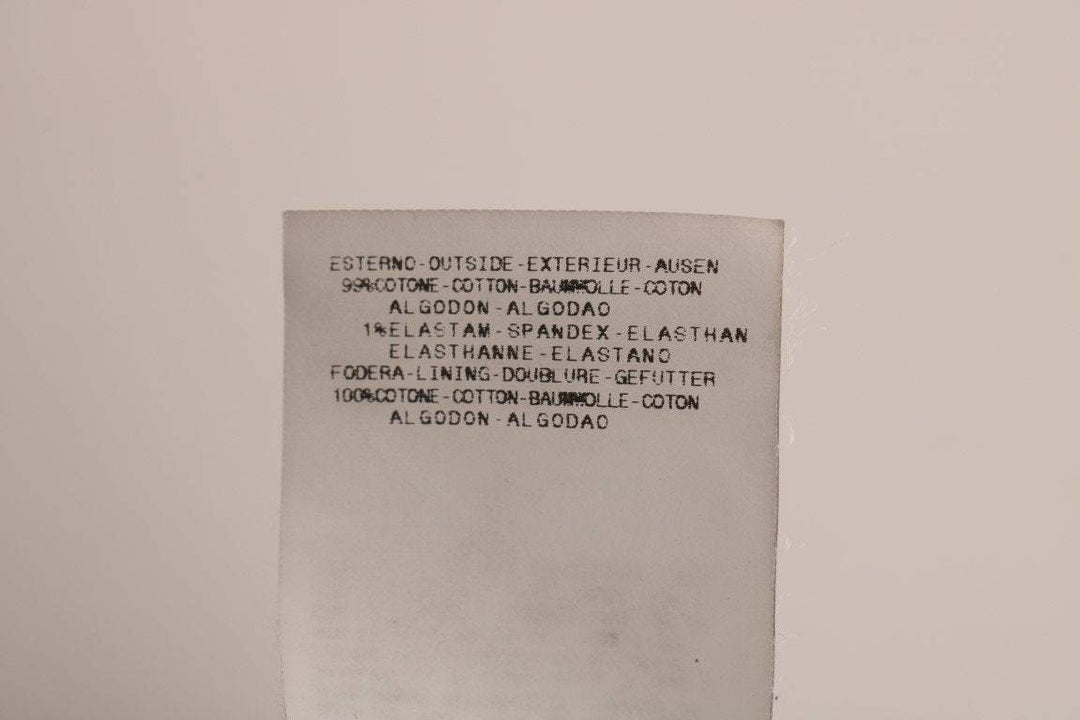 ESTERNO-OUTSIDE-EXTERIEUR-AUSEN
99%COTONE-COTTON-BAUMWOLLE-COTON
ALGODON-ALGODAO
1%ELASTAM-SPANDEX-ELASTHAN
ELASTHANNE-ELASTANO
FODERA-LINING-DOUBLURE-GEFUTTER
100%COTONE-COTTON-BAUMWOLLE-COTON
ALGODON-ALGODAO